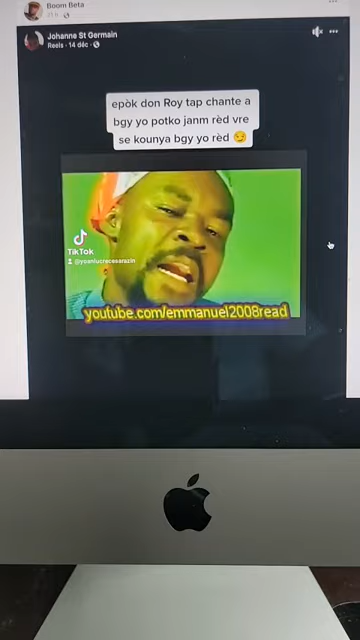 Boom Beta
Johanne St Germain
Reels · 14 déc ·
epòk don Roy tap chante a
bgy yo potko janm rèd vre
se kounya bgy yo rèd 😏
TikTok
youtube.com/emmanuel2008read